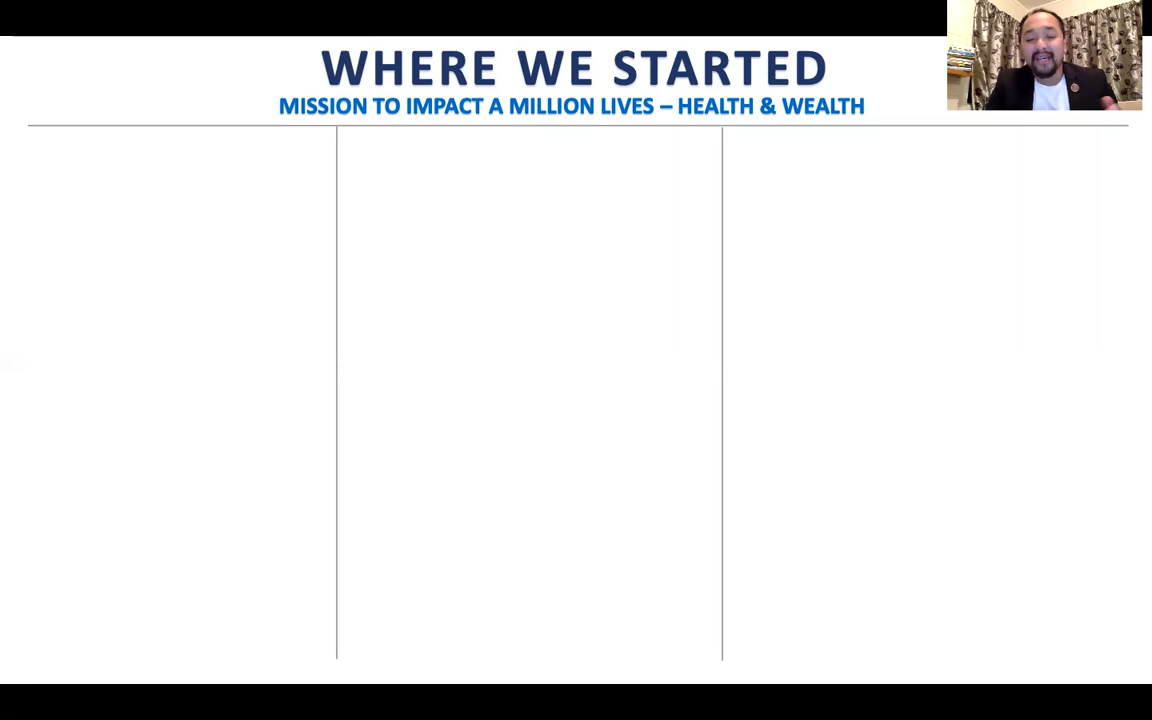 WHERE WE STARTED
MISSION TO IMPACT A MILLION LIVES – HEALTH & WEALTH